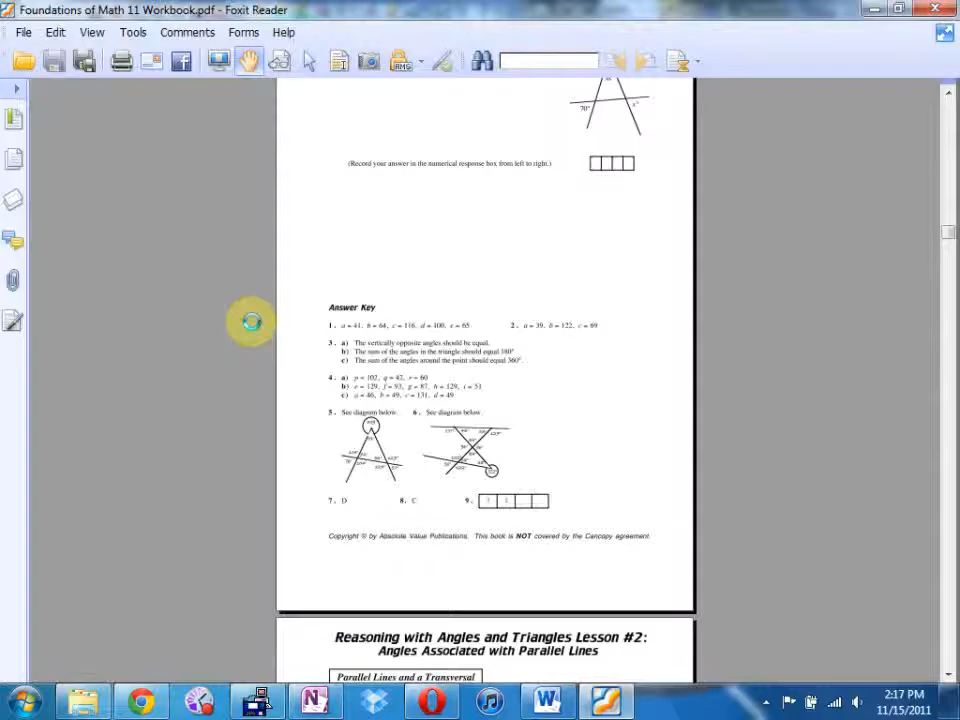 Foundations of Math 11 Workbook.pdf - Foxit Reader
File Edit View Tools Comments Forms Help
70°
x°
(Record your answer in the numerical response box from left to right.)
Answer Key
1. a = 41, b = 64, c = 116, d = 100, e = 65
2. a = 39, b = 122, c = 69
3. a) The vertically opposite angles should be equal.
b) The sum of the angles in the triangle should equal 180°
c) The sum of the angles around the point should equal 360°.
4. a) p = 102, q = 42, r = 60
b) e = 129, f = 93, g = 87, h = 129, i = 51
c) a = 46, b = 49, c = 131, d = 49
5. See diagram below.
6. See diagram below.
7. D
8. C
9.
Copyright © by Absolute Value Publications. This book is NOT covered by the Cancopy agreement.
Reasoning with Angles and Triangles Lesson #2:
Angles Associated with Parallel Lines
Parallel Lines and a Transversal
2:17 PM
11/15/2011